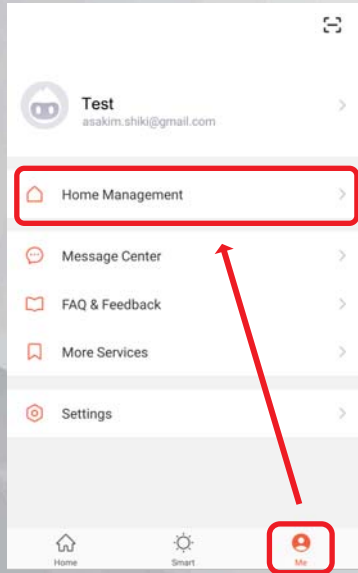 Test
asakim.shiki@gmail.com
Home Management
Message Center
FAQ & Feedback
More Services
Settings
Home Smart Me